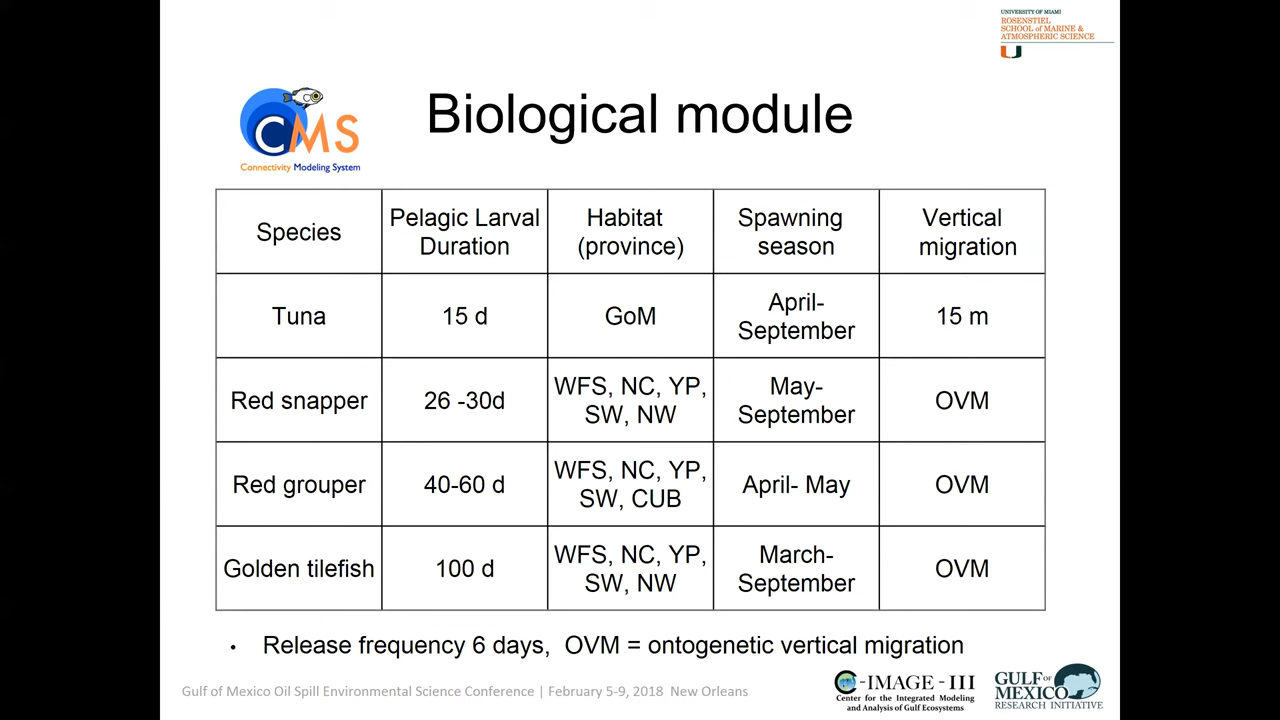 UNIVERSITY OF MIAMI
ROSENSTIEL
SCHOOL of MARINE &
ATMOSPHERIC SCIENCE
CMS
Connectivity Modeling System
Biological module
Species
Pelagic Larval
Duration
Habitat
(province)
Spawning
season
Vertical
migration
Tuna
15 d
GoM
April-
September
15 m
Red snapper
26 -30d
WFS, NC, YP,
SW, NW
May-
September
OVM
Red grouper
40-60 d
WFS, NC, YP,
SW, CUB
April- May
OVM
Golden tilefish
100 d
WFS, NC, YP,
SW, NW
March-
September
OVM
• Release frequency 6 days, OVM = ontogenetic vertical migration
Gulf of Mexico Oil Spill Environmental Science Conference | February 5-9, 2018 New Orleans
C-IMAGE-III
Center for the Integrated Modeling
and Analysis of Gulf Ecosystems
GULF OF
MEXICO
RESEARCH INITIATIVE